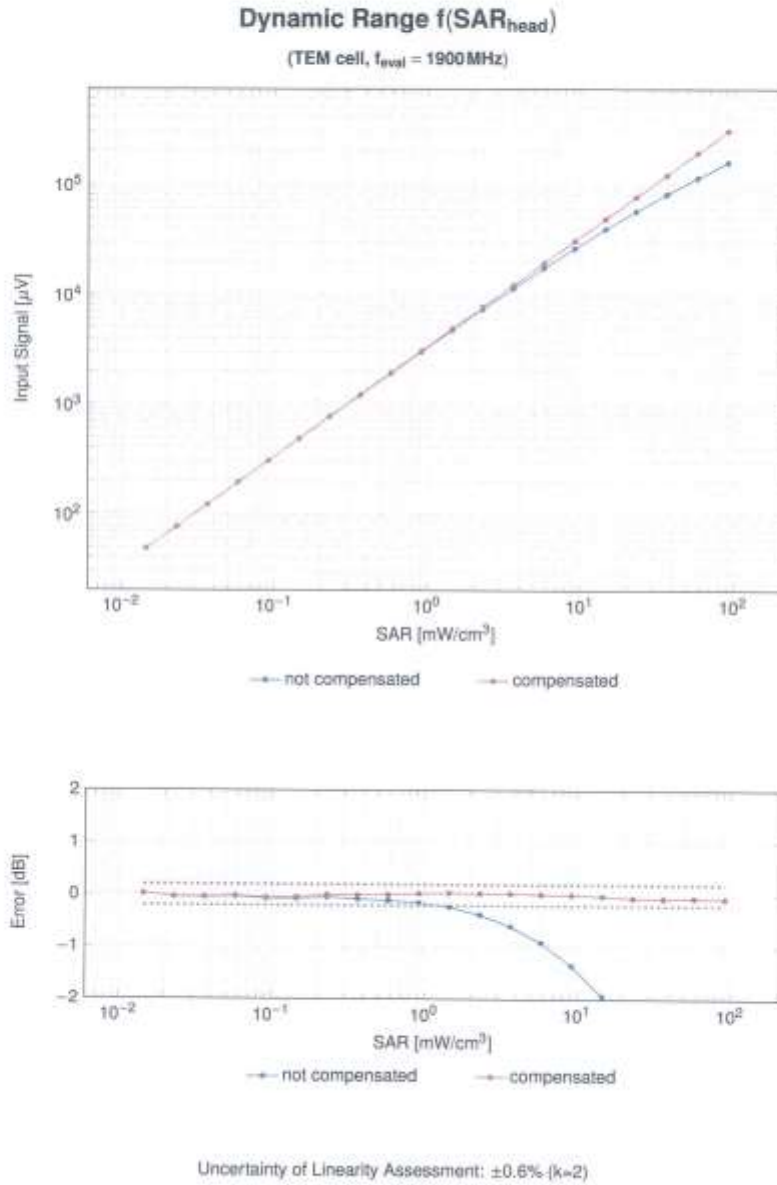 Dynamic Range f(SARhead)
(TEM cell, feval = 1900 MHz)
Input Signal [µV]
10⁵
10⁴
10³
10²
10⁻² 10⁻¹ 10⁰ 10¹ 10²
SAR [mW/cm³]
not compensated compensated
Error [dB]
2
1
0
−1
−2
10⁻² 10⁻¹ 10⁰ 10¹ 10²
SAR [mW/cm³]
not compensated compensated
Uncertainty of Linearity Assessment: ±0.6% (k=2)